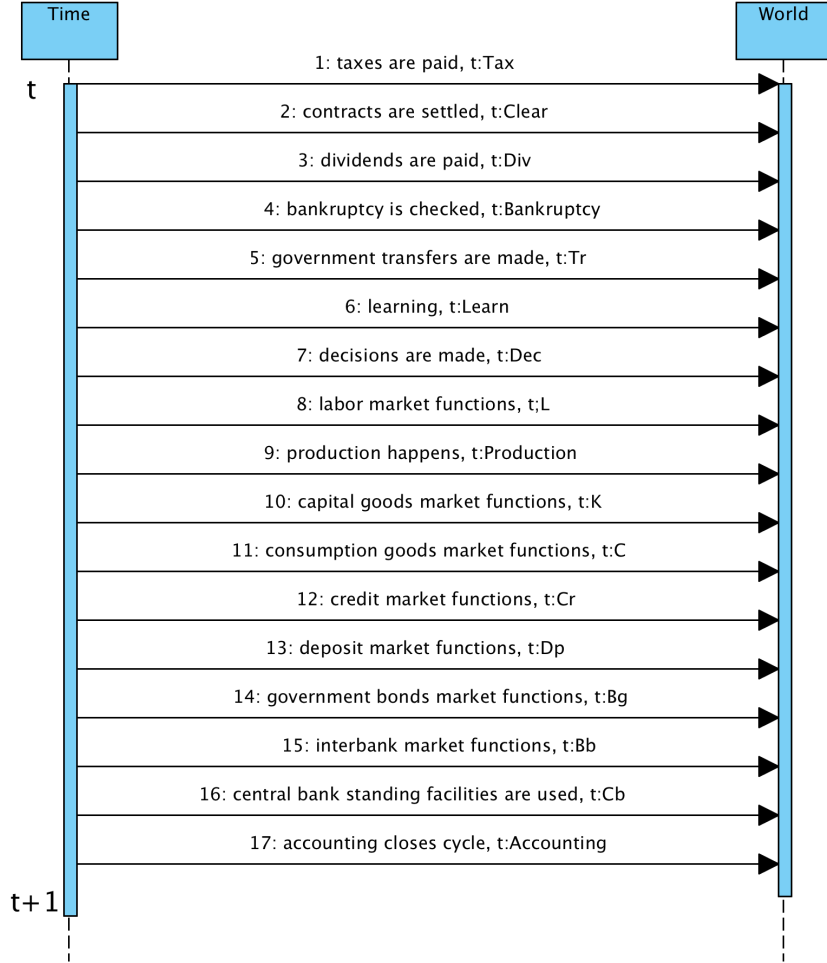 Time
World
t
1: taxes are paid, t:Tax
2: contracts are settled, t:Clear
3: dividends are paid, t:Div
4: bankruptcy is checked, t:Bankruptcy
5: government transfers are made, t:Tr
6: learning, t:Learn
7: decisions are made, t:Dec
8: labor market functions, t;L
9: production happens, t:Production
10: capital goods market functions, t:K
11: consumption goods market functions, t:C
12: credit market functions, t:Cr
13: deposit market functions, t:Dp
14: government bonds market functions, t:Bg
15: interbank market functions, t:Bb
16: central bank standing facilities are used, t:Cb
17: accounting closes cycle, t:Accounting
t+1